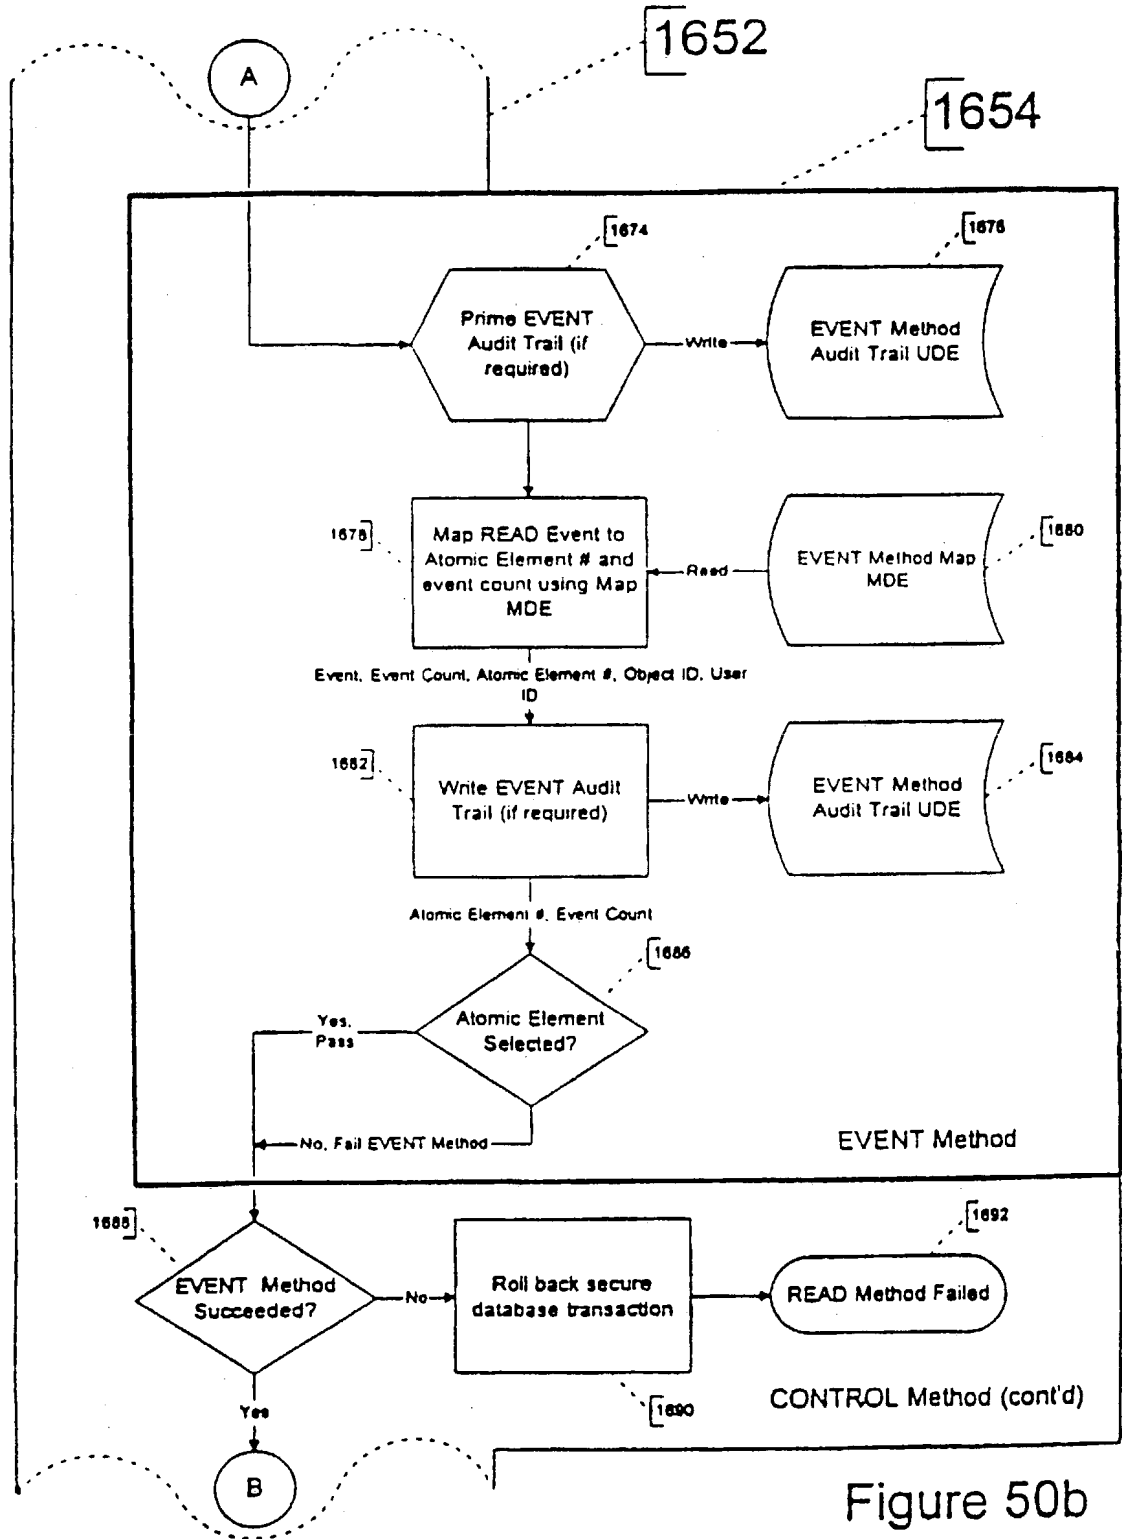 1652
A
1654
1674
1676
Prime EVENT
Audit Trail (if
required)
Write
EVENT Method
Audit Trail UDE
1678
Map READ Event to
Atomic Element # and
event count using Map
MDE
Read
EVENT Method Map
MDE
1680
Event, Event Count, Atomic Element #, Object ID, User
ID
1682
Write EVENT Audit
Trail (if required)
Write
EVENT Method
Audit Trail UDE
1684
Atomic Element #, Event Count
1686
Atomic Element
Selected?
Yes,
Pass
No, Fail EVENT Method
EVENT Method
1688
EVENT Method
Succeeded?
No
Roll back secure
database transaction
1692
READ Method Failed
1690
CONTROL Method (cont'd)
Yes
B
Figure 50b